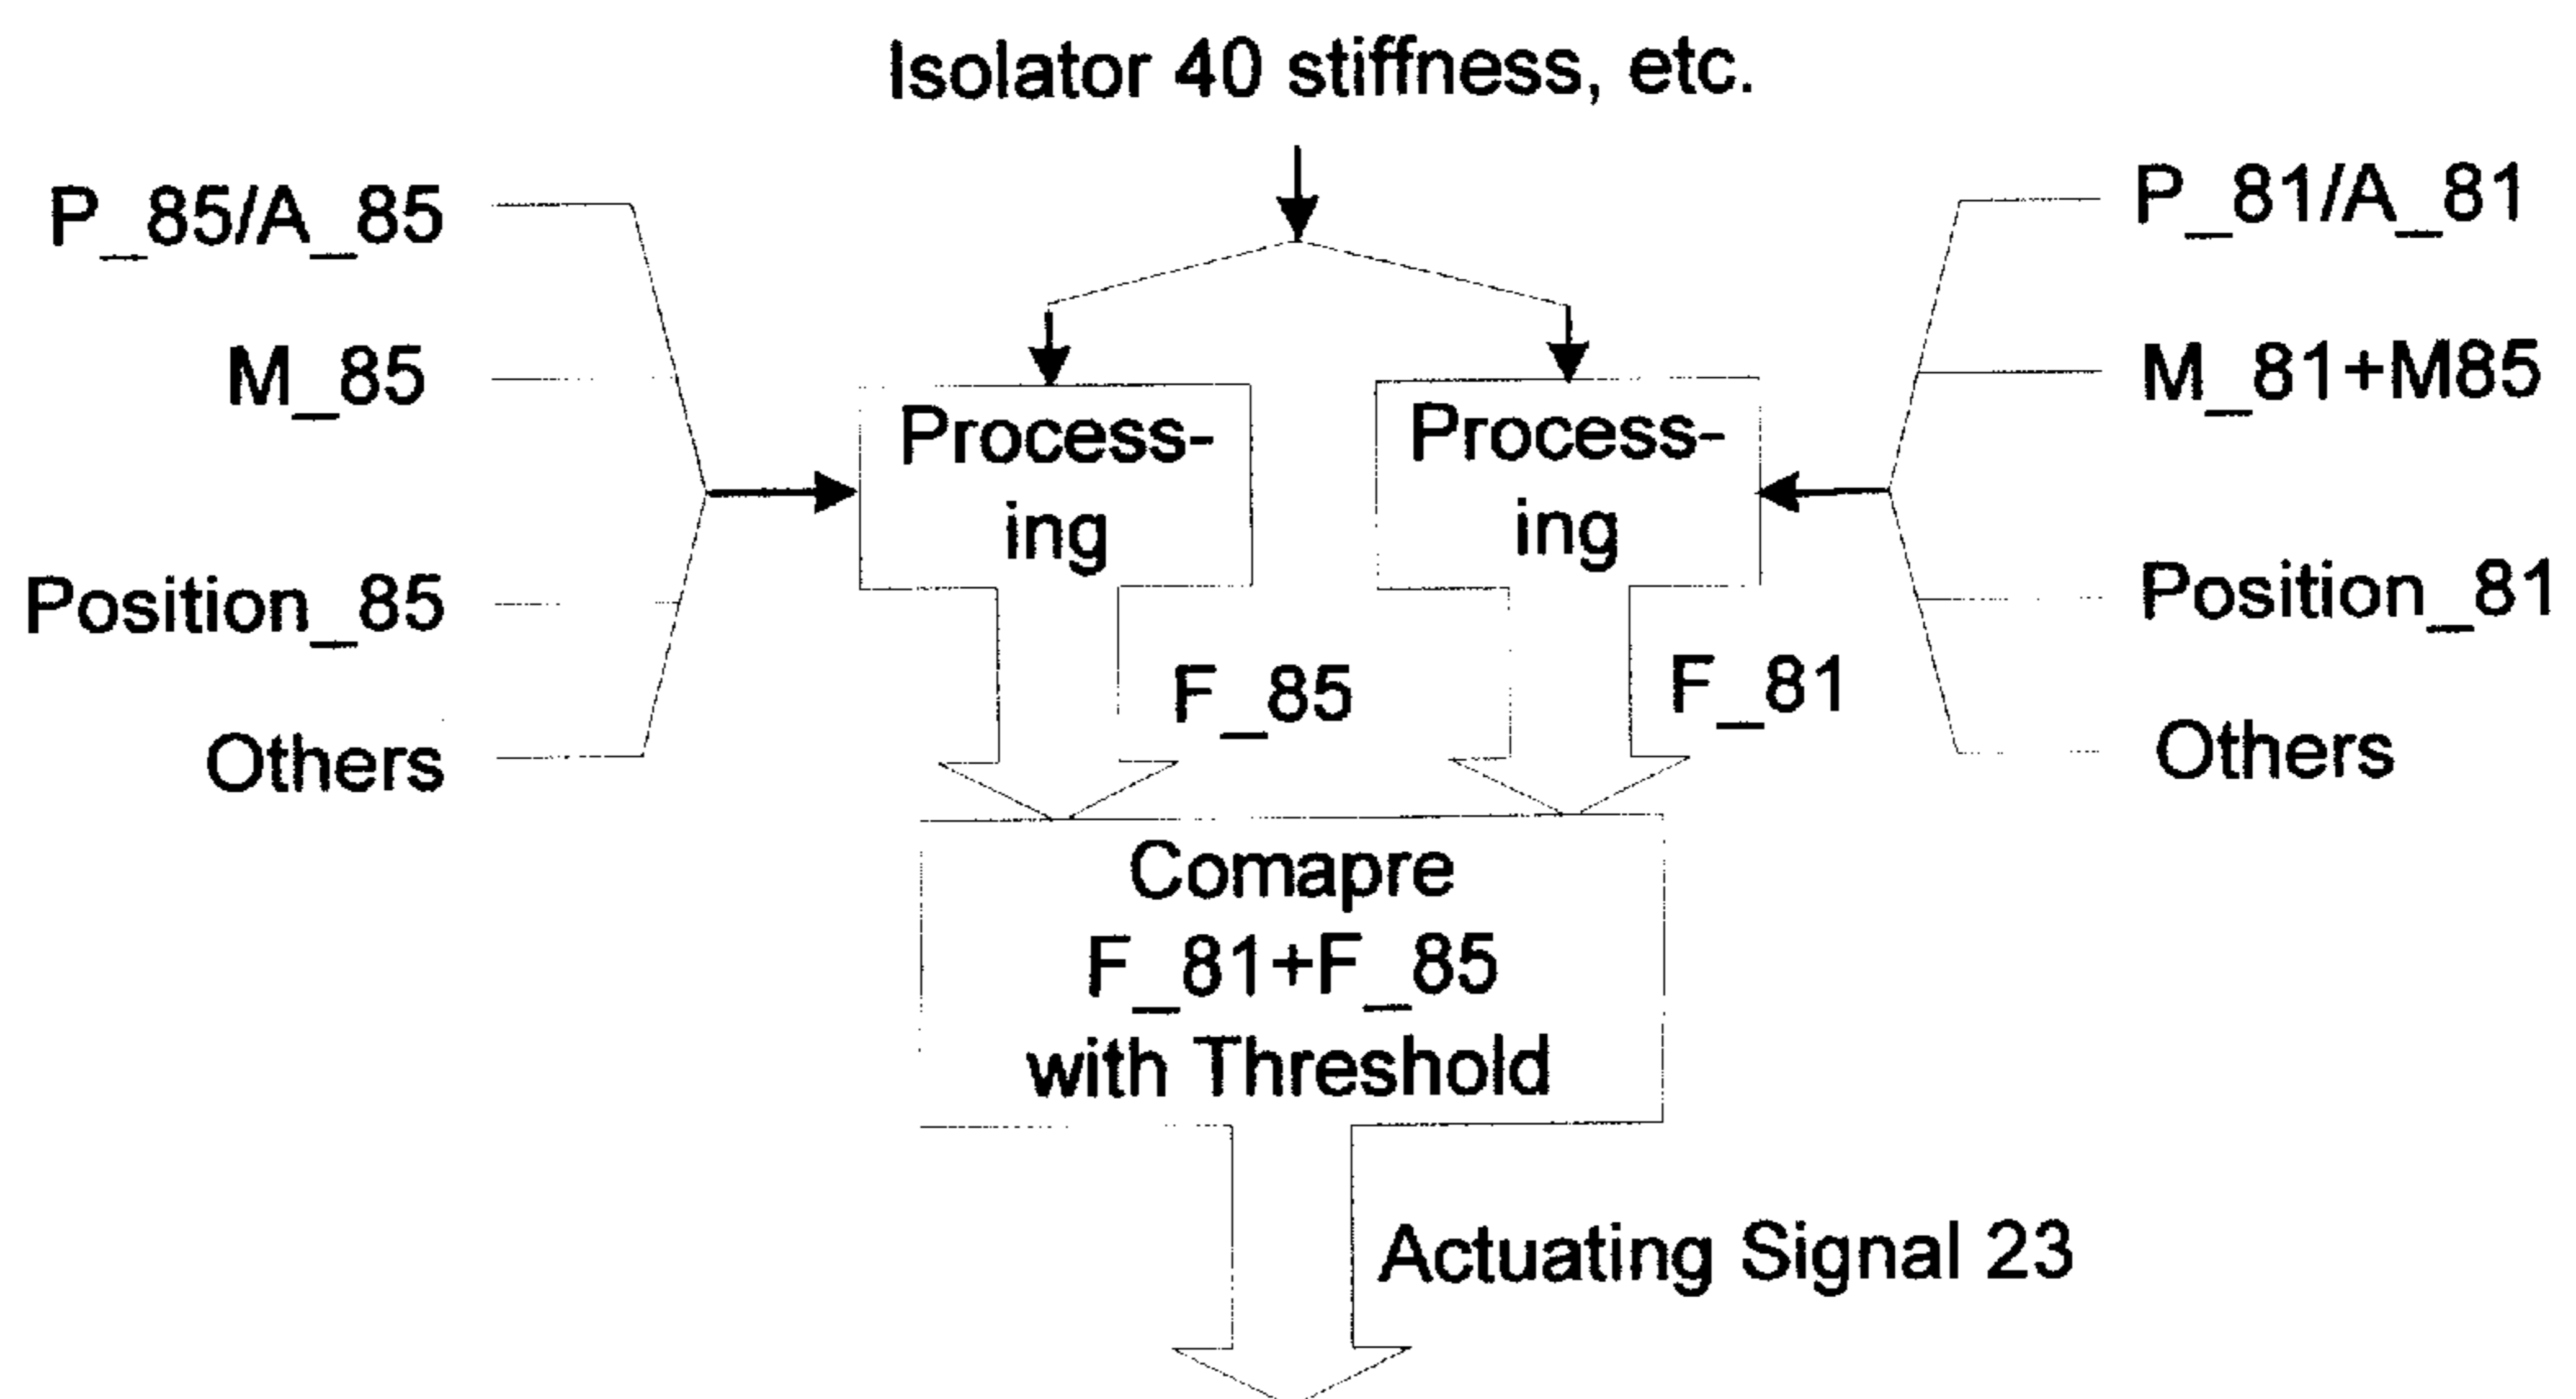 Isolator 40 stiffness, etc.
P_85/A_85
M_85
Position_85
Others
P_81/A_81
M_81+M85
Position_81
Others
Process-
ing
Process-
ing
F_85
F_81
Comapre
F_81+F_85
with Threshold
Actuating Signal 23